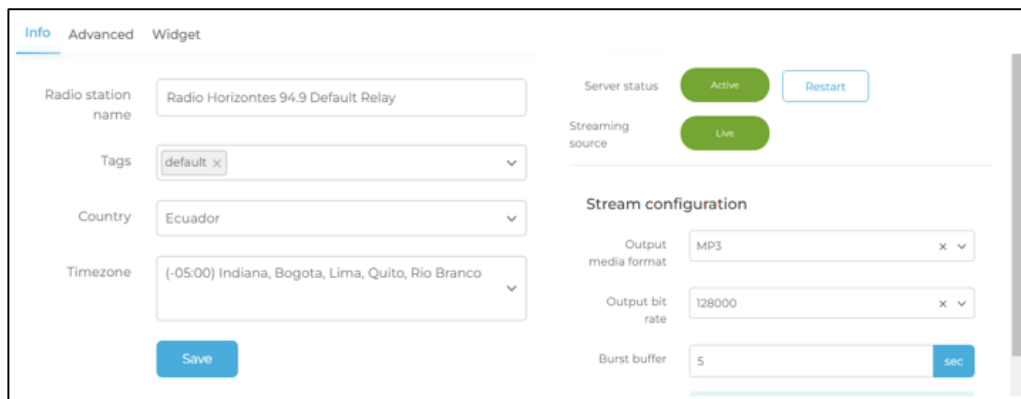 Info Advanced Widget
Radio station
name
Radio Horizontes 94.9 Default Relay
Tags
default ×
Country
Ecuador
Timezone
(-05:00) Indiana, Bogota, Lima, Quito, Rio Branco
Save
Server status
Active
Restart
Streaming
source
Live
Stream configuration
Output
media format
MP3
Output bit
rate
128000
Burst buffer
5
sec